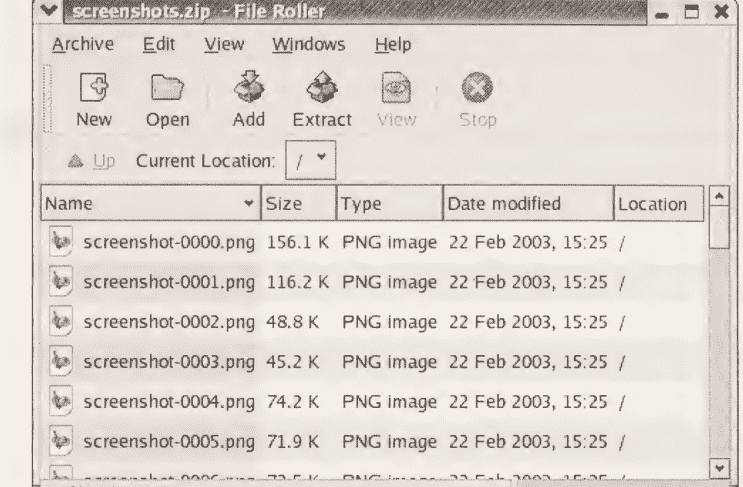 screenshots.zip - File Roller
Archive Edit View Windows Help
New Open Add Extract View Stop
Up Current Location: /
Name Size Type Date modified Location
screenshot-0000.png 156.1 K PNG image 22 Feb 2003, 15:25 /
screenshot-0001.png 116.2 K PNG image 22 Feb 2003, 15:25 /
screenshot-0002.png 48.8 K PNG image 22 Feb 2003, 15:25 /
screenshot-0003.png 45.2 K PNG image 22 Feb 2003, 15:25 /
screenshot-0004.png 74.2 K PNG image 22 Feb 2003, 15:25 /
screenshot-0005.png 71.9 K PNG image 22 Feb 2003, 15:25 /